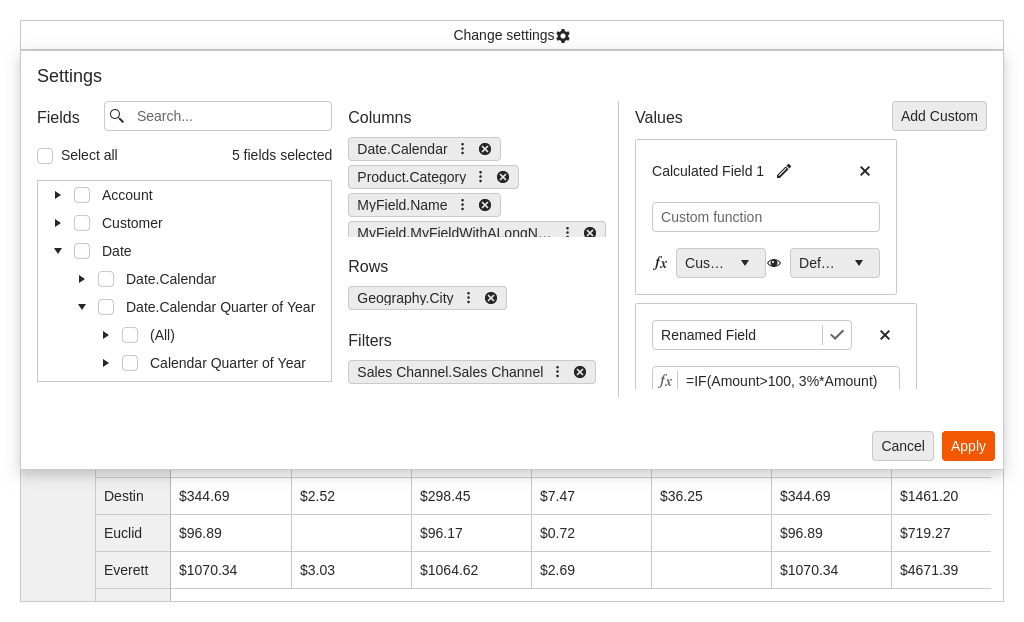 Change settings
Settings
Fields
Search...
Select all
5 fields selected
Account
Customer
Date
Date.Calendar
Date.Calendar Quarter of Year
(All)
Calendar Quarter of Year
Columns
Date.Calendar
Product.Category
MyField.Name
MyField.MyFieldWithALongN...
Rows
Geography.City
Filters
Sales Channel.Sales Channel
Values
Add Custom
Calculated Field 1
Custom function
fx Cus... Def...
Renamed Field
fx =IF(Amount>100, 3%*Amount)
Cancel Apply
Destin $344.69 $2.52 $298.45 $7.47 $36.25 $344.69 $1461.20
Euclid $96.89 $96.17 $0.72 $96.89 $719.27
Everett $1070.34 $3.03 $1064.62 $2.69 $1070.34 $4671.39